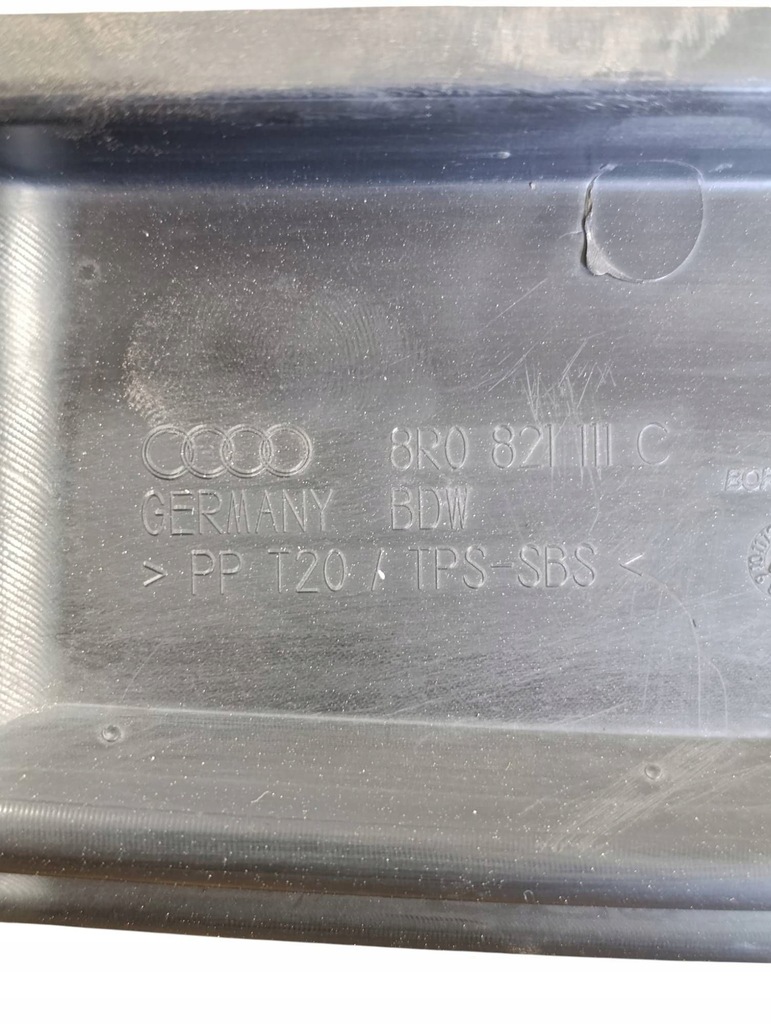 8R0 821 111 C
GERMANY BDW
> PP T20 / TPS-SBS <